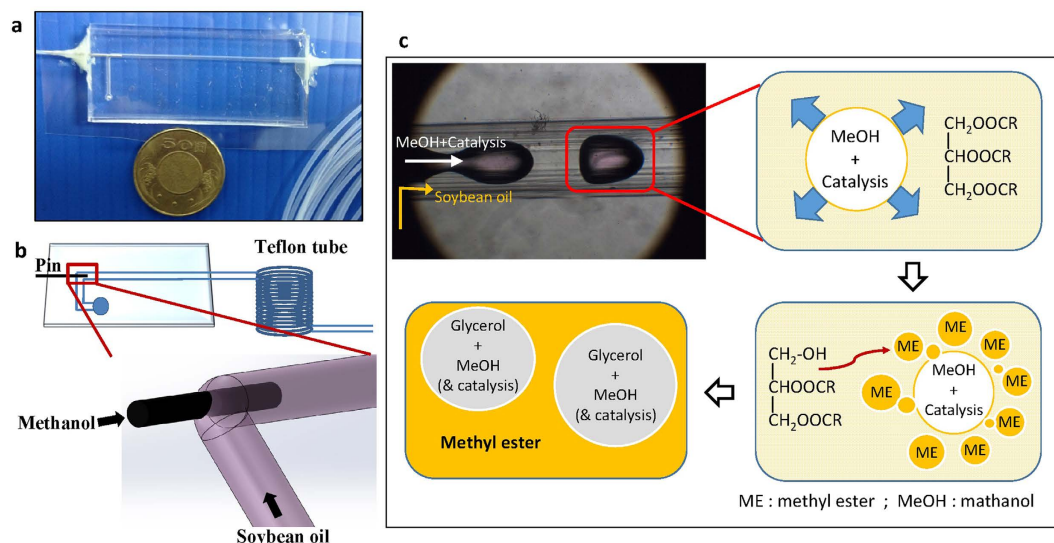 a
b
Pin
Teflon tube
Methanol
Soybean oil
c
MeOH+Catalysis
Soybean oil
MeOH
+
Catalysis
CH2OOCR
CHOOCR
CH2OOCR
CH2-OH
CHOOCR
CH2OOCR
ME
ME
ME
ME
ME
ME
ME
ME
MeOH
+
Catalysis
ME : methyl ester ; MeOH : mathanol
Glycerol
+
MeOH
(& catalysis)
Glycerol
+
MeOH
(& catalysis)
Methyl ester